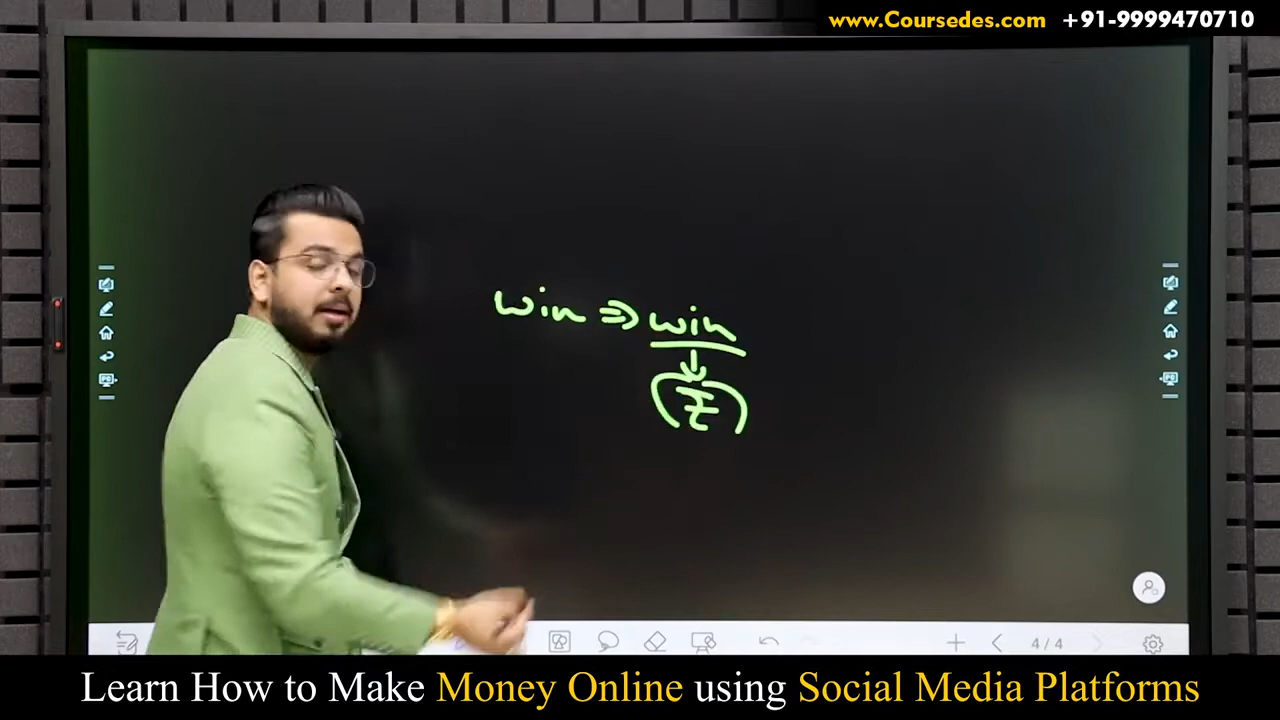 www.Coursedes.com +91-9999470710
win ⇒ win
↓
4 / 4
Learn How to Make Money Online using Social Media Platforms